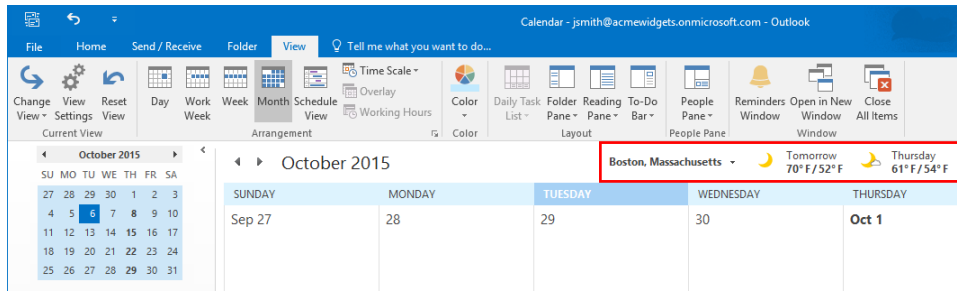 Calendar - jsmith@acmewidgets.onmicrosoft.com - Outlook
File Home Send / Receive Folder View Tell me what you want to do...
Change View View Settings Reset View Day Work Week Week Month Schedule View Time Scale Overlay Working Hours Color Daily Task List Folder Pane Reading Pane To-Do Bar People Pane Reminders Window Open in New Window Close All Items
Current View Arrangement Color Layout People Pane Window
October 2015
SU MO TU WE TH FR SA
27 28 29 30 1 2 3
4 5 6 7 8 9 10
11 12 13 14 15 16 17
18 19 20 21 22 23 24
25 26 27 28 29 30 31
October 2015
Boston, Massachusetts
Tomorrow
70° F / 52° F
Thursday
61° F / 54° F
SUNDAY MONDAY TUESDAY WEDNESDAY THURSDAY
Sep 27 28 29 30 Oct 1